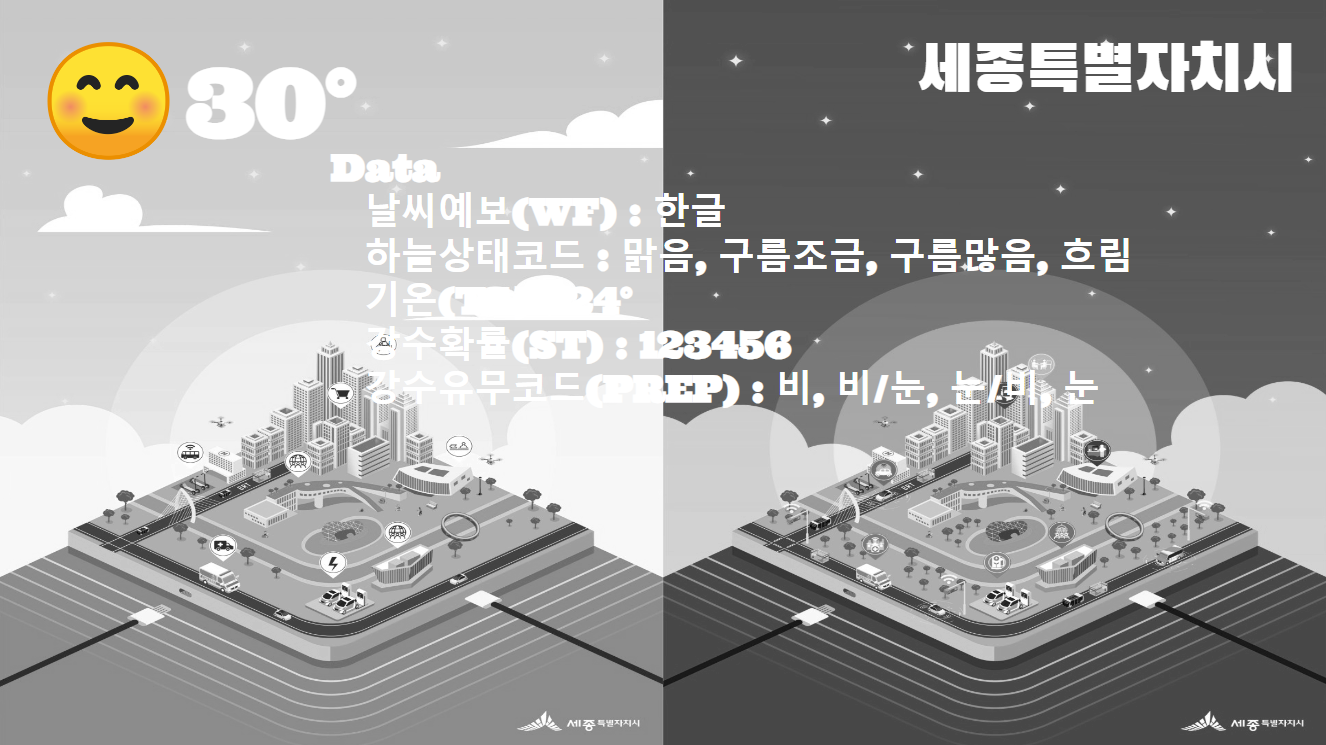 30°
세종특별자치시
Data
날씨예보(WF) : 한글
하늘상태코드 : 맑음, 구름조금, 구름많음, 흐림
기온( 24°
강수확률(ST) : 123456
강수유무코드(PREP) : 비, 비/눈, 눈/비, 눈
세종특별자치시
세종특별자치시